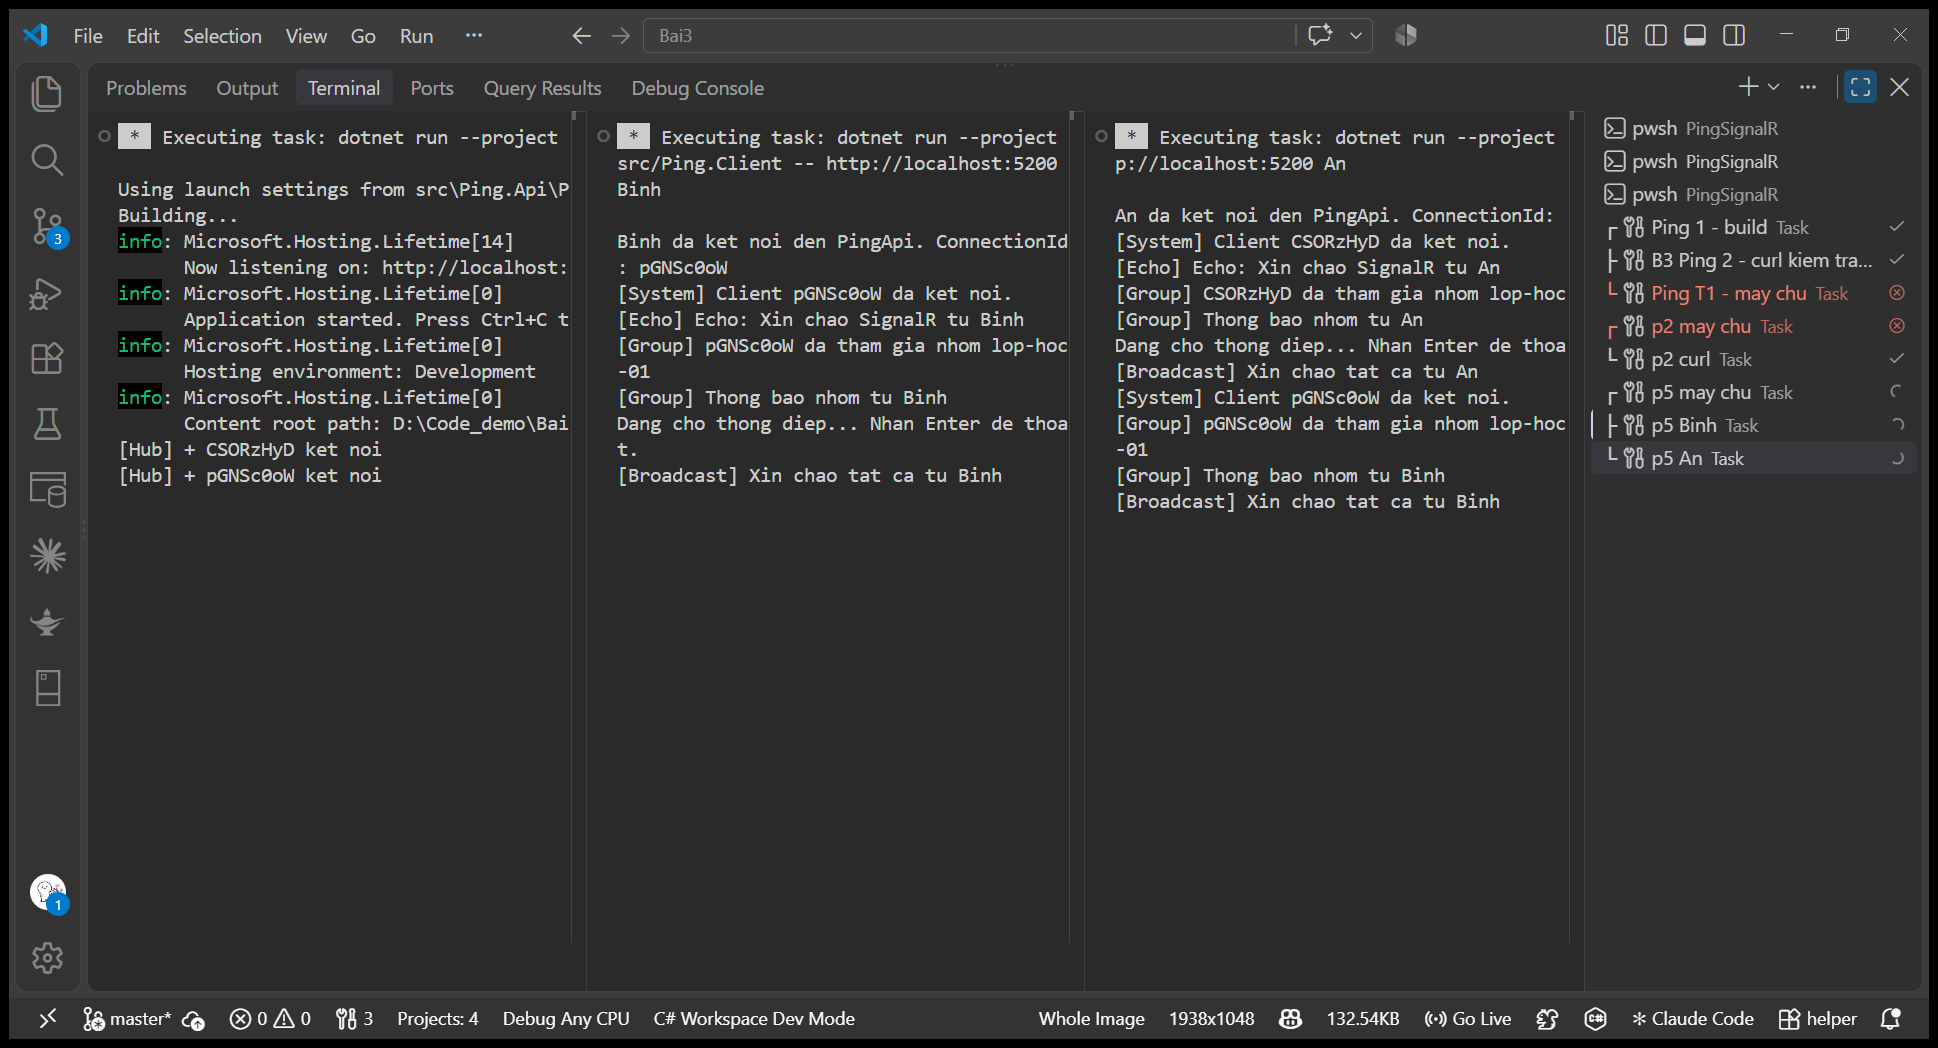 File Edit Selection View Go Run ···
Bai3
Problems Output Terminal Ports Query Results Debug Console
* Executing task: dotnet run --project
Using launch settings from src\Ping.Api\P
Building...
info: Microsoft.Hosting.Lifetime[14]
Now listening on: http://localhost:
info: Microsoft.Hosting.Lifetime[0]
Application started. Press Ctrl+C t
info: Microsoft.Hosting.Lifetime[0]
Hosting environment: Development
info: Microsoft.Hosting.Lifetime[0]
Content root path: D:\Code_demo\Bai
[Hub] + CSORzHyD ket noi
[Hub] + pGNSc0oW ket noi
* Executing task: dotnet run --project
src/Ping.Client -- http://localhost:5200
Binh
Binh da ket noi den PingApi. ConnectionId
: pGNSc0oW
[System] Client pGNSc0oW da ket noi.
[Echo] Echo: Xin chao SignalR tu Binh
[Group] pGNSc0oW da tham gia nhom lop-hoc
-01
[Group] Thong bao nhom tu Binh
Dang cho thong diep... Nhan Enter de thoa
t.
[Broadcast] Xin chao tat ca tu Binh
* Executing task: dotnet run --project
p://localhost:5200 An
An da ket noi den PingApi. ConnectionId:
[System] Client CSORzHyD da ket noi.
[Echo] Echo: Xin chao SignalR tu An
[Group] CSORzHyD da tham gia nhom lop-hoc
[Group] Thong bao nhom tu An
Dang cho thong diep... Nhan Enter de thoa
[Broadcast] Xin chao tat ca tu An
[System] Client pGNSc0oW da ket noi.
[Group] pGNSc0oW da tham gia nhom lop-hoc
-01
[Group] Thong bao nhom tu Binh
[Broadcast] Xin chao tat ca tu Binh
pwsh PingSignalR
pwsh PingSignalR
pwsh PingSignalR
Ping 1 - build Task
B3 Ping 2 - curl kiem tra...
Ping T1 - may chu Task
p2 may chu Task
p2 curl Task
p5 may chu Task
p5 Binh Task
p5 An Task
3
1
master* 0 0 3 Projects: 4 Debug Any CPU C# Workspace Dev Mode Whole Image 1938x1048 132.54KB Go Live C# Claude Code helper